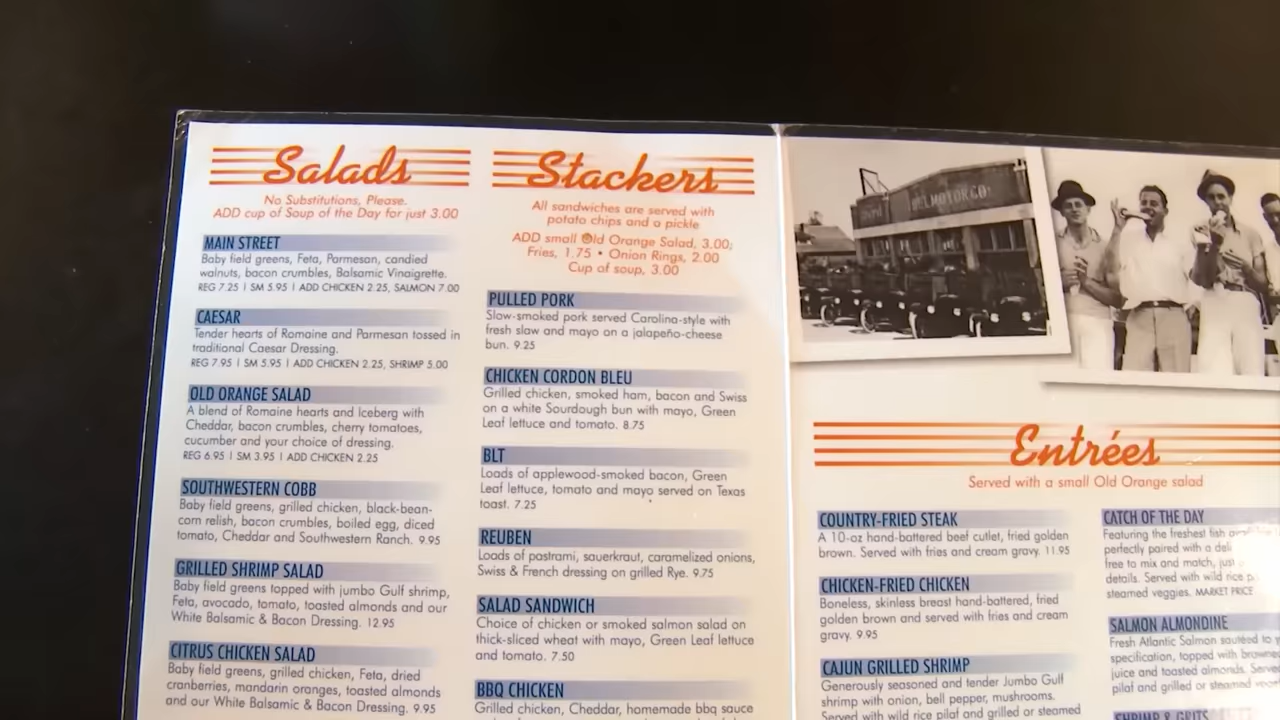 Salads
No Substitutions, Please.
ADD cup of Soup of the Day for just 3.00
MAIN STREET
Baby field greens, Feta, Parmesan, candied
walnuts, bacon crumbles, Balsamic Vinaigrette.
REG 7.25 | SM 5.95 | ADD CHICKEN 2.25, SALMON 7.00
CAESAR
Tender hearts of Romaine and Parmesan tossed in
traditional Caesar Dressing.
REG 7.95 | SM 5.95 | ADD CHICKEN 2.25, SHRIMP 5.00
OLD ORANGE SALAD
A blend of Romaine hearts and Iceberg with
Cheddar, bacon crumbles, cherry tomatoes,
cucumber and your choice of dressing.
REG 6.95 | SM 3.95 | ADD CHICKEN 2.25
SOUTHWESTERN COBB
Baby field greens, grilled chicken, black-bean-
corn relish, bacon crumbles, boiled egg, diced
tomato, Cheddar and Southwestern Ranch. 9.95
GRILLED SHRIMP SALAD
Baby field greens topped with jumbo Gulf shrimp,
Feta, avocado, tomato, toasted almonds and our
White Balsamic & Bacon Dressing. 12.95
CITRUS CHICKEN SALAD
Baby field greens, grilled chicken, Feta, dried
cranberries, mandarin oranges, toasted almonds
and our White Balsamic & Bacon Dressing. 9.95
Stackers
All sandwiches are served with
potato chips and a pickle
ADD small Old Orange Salad, 3.00;
Fries, 1.75 • Onion Rings, 2.00
Cup of soup, 3.00
PULLED PORK
Slow-smoked pork served Carolina-style with
fresh slaw and mayo on a jalapeño-cheese
bun. 9.25
CHICKEN CORDON BLEU
Grilled chicken, smoked ham, bacon and Swiss
on a white Sourdough bun with mayo, Green
Leaf lettuce and tomato. 8.75
BLT
Loads of applewood-smoked bacon, Green
Leaf lettuce, tomato and mayo served on Texas
toast. 7.25
REUBEN
Loads of pastrami, sauerkraut, caramelized onions,
Swiss & French dressing on grilled Rye. 9.75
SALAD SANDWICH
Choice of chicken or smoked salmon salad on
thick-sliced wheat with mayo, Green Leaf lettuce
and tomato. 7.50
BBQ CHICKEN
Grilled chicken, Cheddar, homemade bbq sauce
MOTOR CO.
Entrées
Served with a small Old Orange salad
COUNTRY-FRIED STEAK
A 10-oz hand-battered beef cutlet, fried golden
brown. Served with fries and cream gravy. 11.95
CHICKEN-FRIED CHICKEN
Boneless, skinless breast hand-battered, fried
golden brown and served with fries and cream
gravy. 9.95
CAJUN GRILLED SHRIMP
Generously seasoned and tender Jumbo Gulf
shrimp with onion, bell pepper, mushrooms.
Served with wild rice pilaf and grilled or steamed
CATCH OF THE DAY
Featuring the freshest fish
perfectly paired with a
free to mix and match, just
details. Served with wild rice
steamed veggies. MARKET PRICE
SALMON ALMONDINE
Fresh Atlantic Salmon sautéed to
specification, topped with
juice and toasted almonds.
pilaf and grilled or steamed
SHRIMP & GRITS